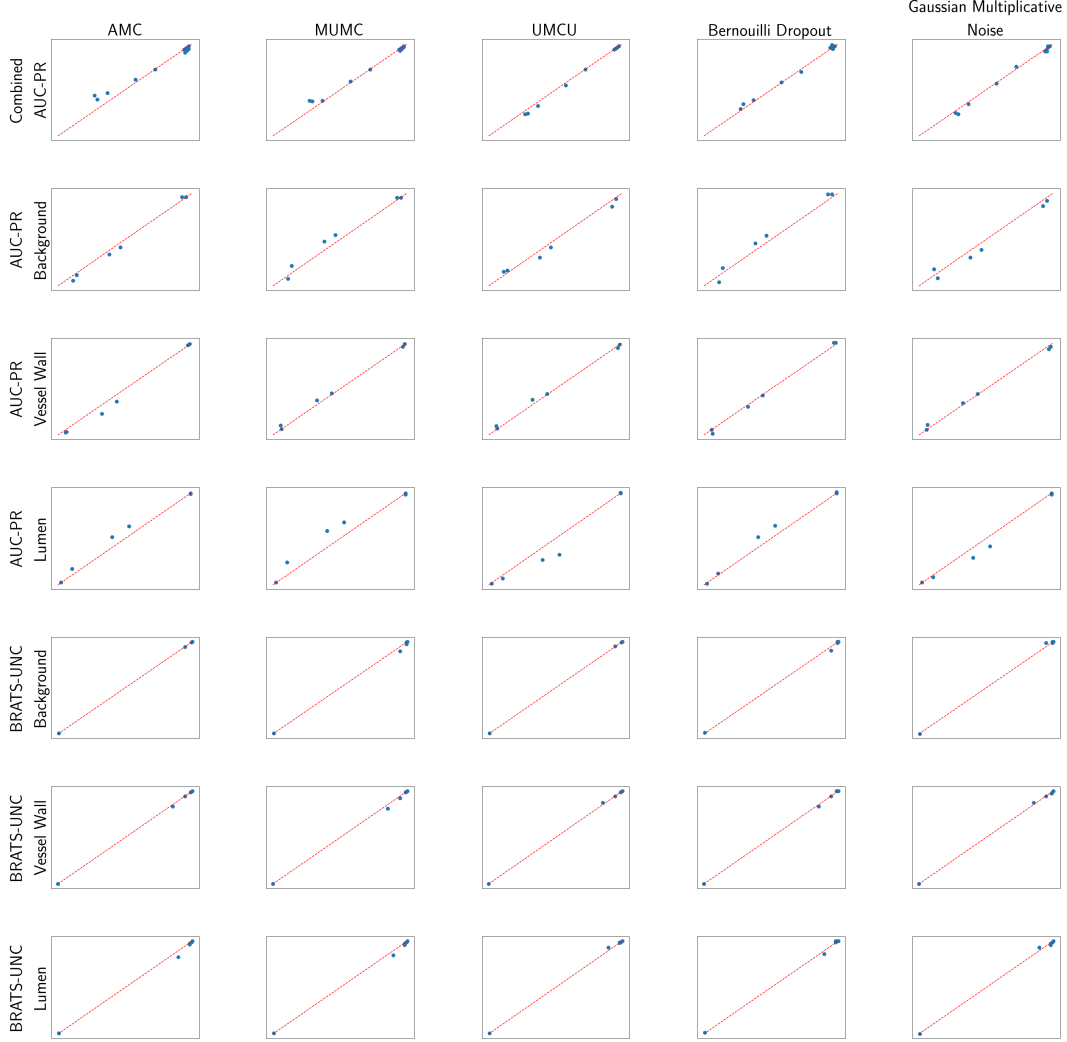 Gaussian Multiplicative
AMC
MUMC
UMCU
Bernouilli Dropout
Noise
Combined
AUC-PR
AUC-PR
Background
AUC-PR
Vessel Wall
AUC-PR
Lumen
BRATS-UNC
Background
BRATS-UNC
Vessel Wall
BRATS-UNC
Lumen